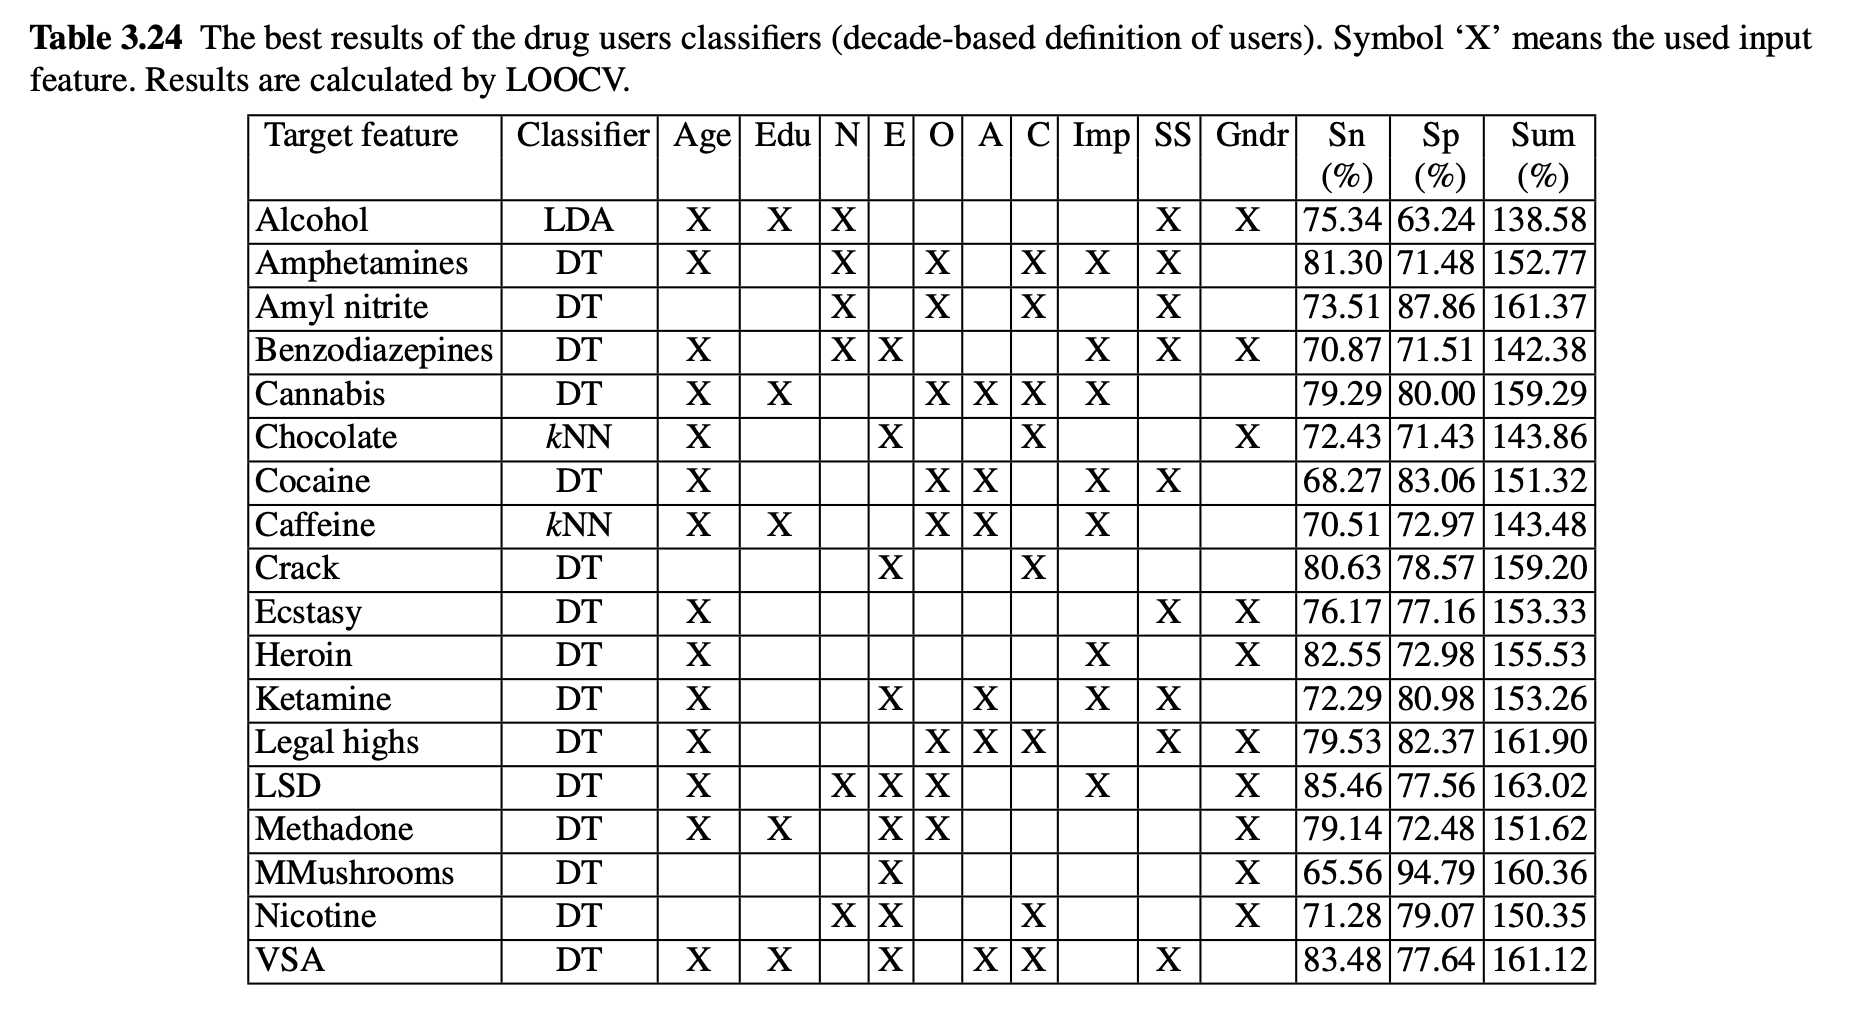 Table 3.24 The best results of the drug users classifiers (decade-based definition of users). Symbol ‘X’ means the used input
feature. Results are calculated by LOOCV.
Target feature Classifier Age Edu N E O A C Imp SS Gndr Sn Sp Sum
(%) (%) (%)
Alcohol LDA X X X X X 75.34 63.24 138.58
Amphetamines DT X X X X X X 81.30 71.48 152.77
Amyl nitrite DT X X X X 73.51 87.86 161.37
Benzodiazepines DT X X X X X X 70.87 71.51 142.38
Cannabis DT X X X X X X 79.29 80.00 159.29
Chocolate kNN X X X X 72.43 71.43 143.86
Cocaine DT X X X X X 68.27 83.06 151.32
Caffeine kNN X X X X X 70.51 72.97 143.48
Crack DT X X 80.63 78.57 159.20
Ecstasy DT X X X 76.17 77.16 153.33
Heroin DT X X X 82.55 72.98 155.53
Ketamine DT X X X X X 72.29 80.98 153.26
Legal highs DT X X X X X X 79.53 82.37 161.90
LSD DT X X X X X X 85.46 77.56 163.02
Methadone DT X X X X X 79.14 72.48 151.62
MMushrooms DT X X 65.56 94.79 160.36
Nicotine DT X X X X 71.28 79.07 150.35
VSA DT X X X X X X 83.48 77.64 161.12